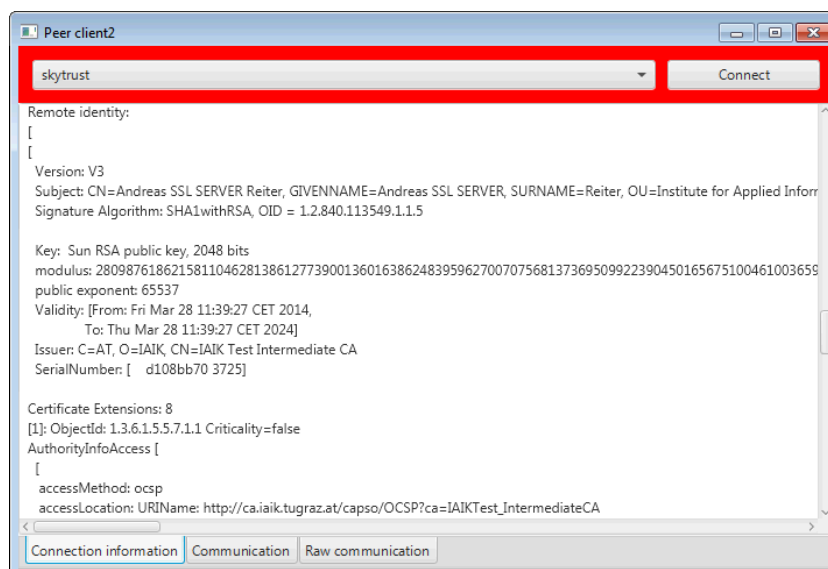 Peer client2
skytrust
Connect
Remote identity:
[
[
Version: V3
Subject: CN=Andreas SSL SERVER Reiter, GIVENNAME=Andreas SSL SERVER, SURNAME=Reiter, OU=Institute for Applied Inforr
Signature Algorithm: SHA1withRSA, OID = 1.2.840.113549.1.1.5
Key: Sun RSA public key, 2048 bits
modulus: 280987618621581104628138612773900136016386248395962700707568137369509922390450165675100461003659
public exponent: 65537
Validity: [From: Fri Mar 28 11:39:27 CET 2014,
To: Thu Mar 28 11:39:27 CET 2024]
Issuer: C=AT, O=IAIK, CN=IAIK Test Intermediate CA
SerialNumber: [ d108bb70 3725]
Certificate Extensions: 8
[1]: ObjectId: 1.3.6.1.5.5.7.1.1 Criticality=false
AuthorityInfoAccess [
[
accessMethod: ocsp
accessLocation: URIName: http://ca.iaik.tugraz.at/capso/OCSP?ca=IAIKTest_IntermediateCA
Connection information
Communication
Raw communication